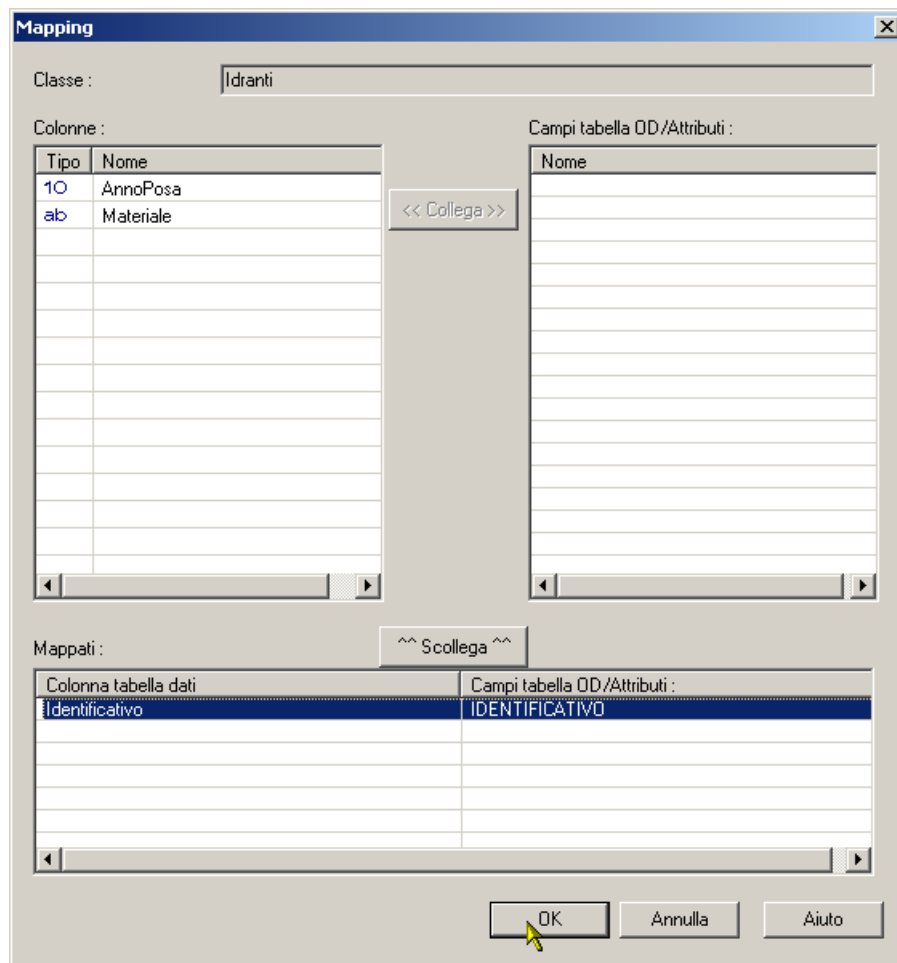 Mapping
Classe :
Idranti
Colonne :
Campi tabella OD/Attributi :
Tipo Nome
Nome
10 AnnoPosa
ab Materiale
<< Collega >>
Mappati :
^^ Scollega ^^
Colonna tabella dati Campi tabella OD/Attributi :
Identificativo IDENTIFICATIVO
OK Annulla Aiuto